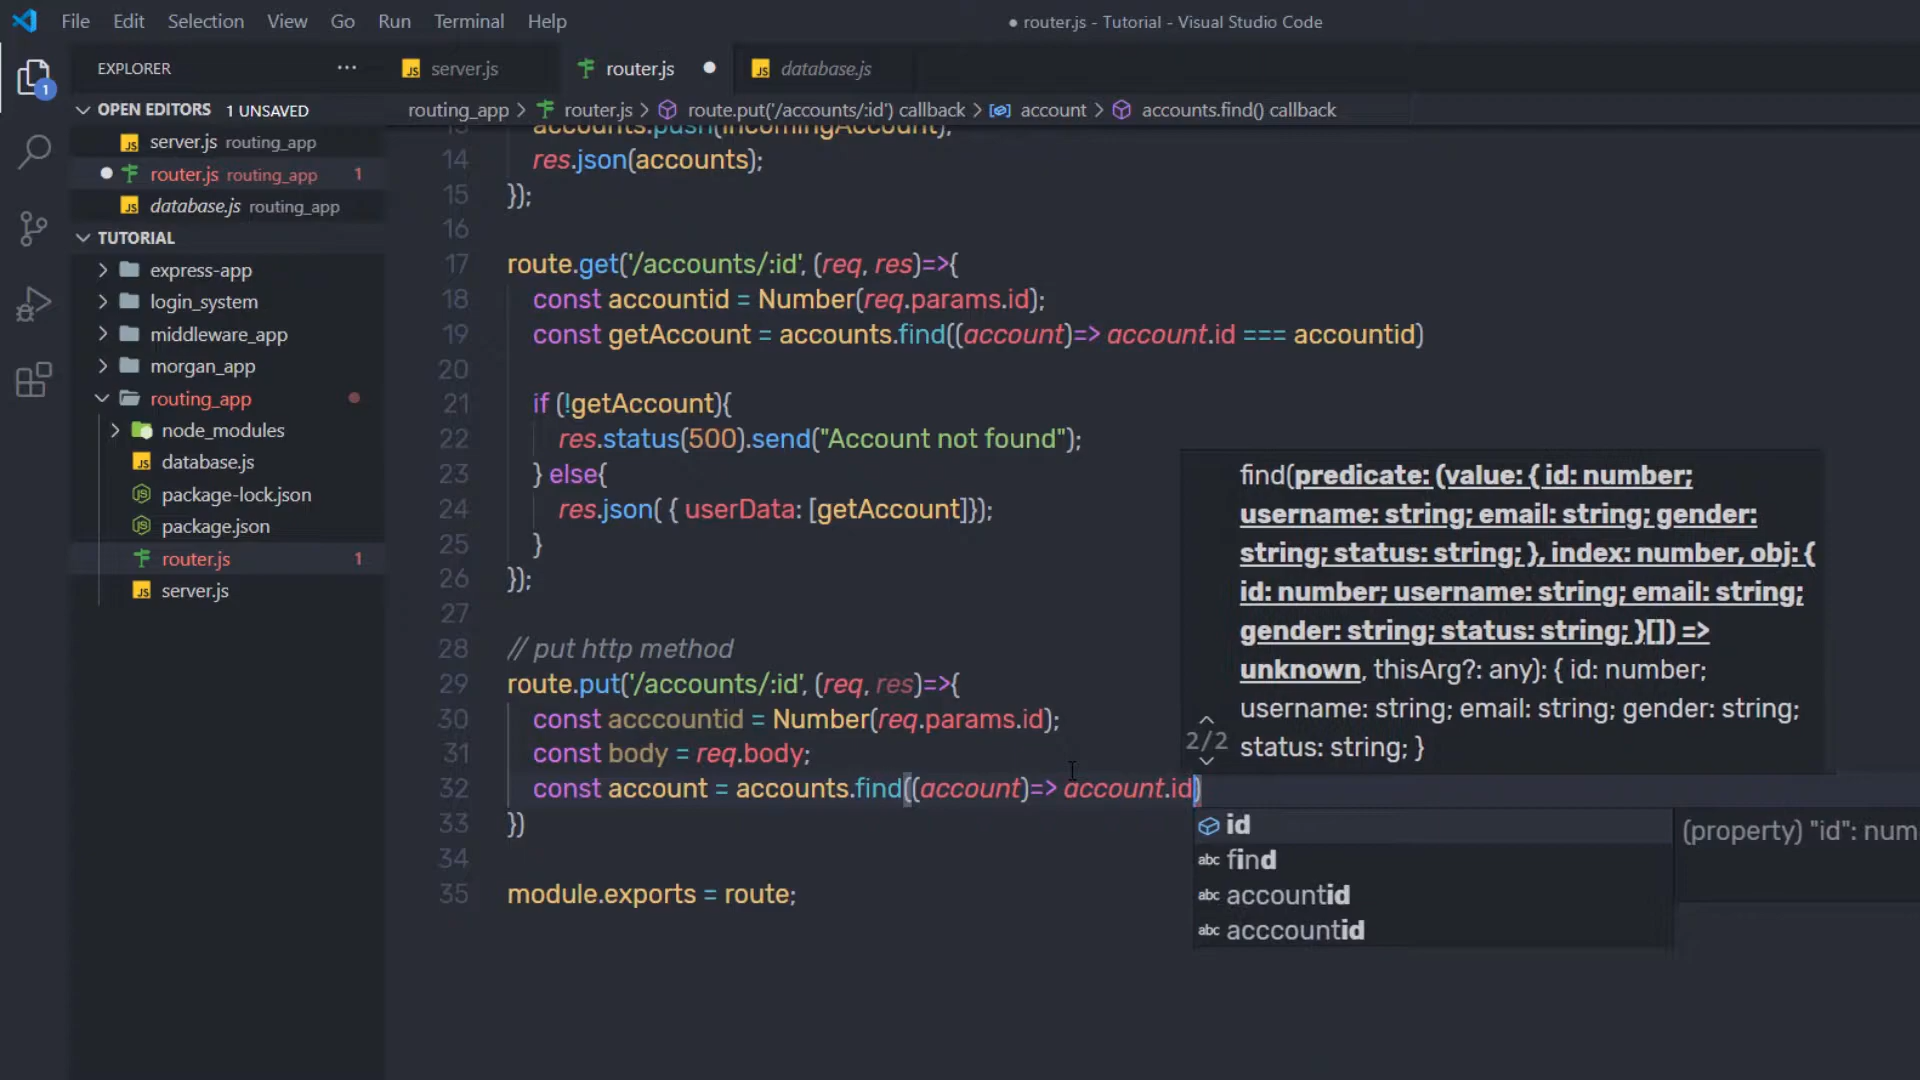 File Edit Selection View Go Run Terminal Help
● router.js - Tutorial - Visual Studio Code
EXPLORER ···
server.js
router.js ●
database.js
1
OPEN EDITORS 1 UNSAVED
server.js routing_app
● router.js routing_app 1
database.js routing_app
TUTORIAL
express-app
login_system
middleware_app
morgan_app
routing_app
node_modules
database.js
package-lock.json
package.json
router.js 1
server.js
routing_app > router.js > route.put('/accounts/:id') callback > account > accounts.find() callback
13 accounts.push(incomingAccount);
14 res.json(accounts);
15 });
16
17 route.get('/accounts/:id', (req, res)=>{
18 const accountid = Number(req.params.id);
19 const getAccount = accounts.find((account)=> account.id === accountid)
20
21 if (!getAccount){
22 res.status(500).send("Account not found");
23 } else{
24 res.json( { userData: [getAccount]});
25 }
26 });
27
28 // put http method
29 route.put('/accounts/:id', (req, res)=>{
30 const acccountid = Number(req.params.id);
31 const body = req.body;
32 const account = accounts.find((account)=> account.id)
33 })
34
35 module.exports = route;
find(predicate: (value: { id: number;
username: string; email: string; gender:
string; status: string; }, index: number, obj: {
id: number; username: string; email: string;
gender: string; status: string; }[]) =>
unknown, thisArg?: any): { id: number;
username: string; email: string; gender: string;
2/2 status: string; }
id
(property) "id": num
abc find
abc accountid
abc acccountid